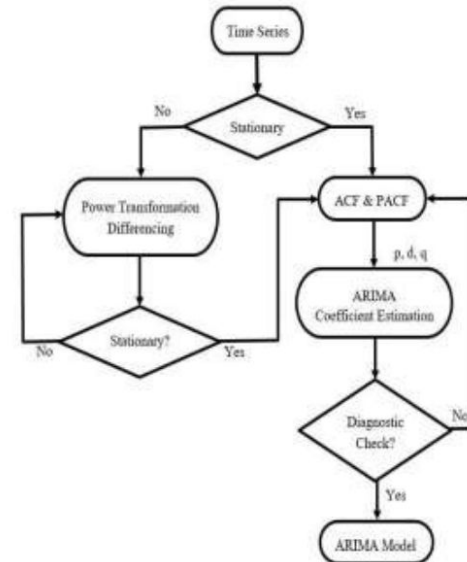 Time Series
No
Yes
Stationary
Power Transformation
Differencing
ACF & PACF
p, d, q
ARIMA
Coefficient Estimation
Stationary?
No
Yes
Diagnostic
Check?
No
Yes
ARIMA Model